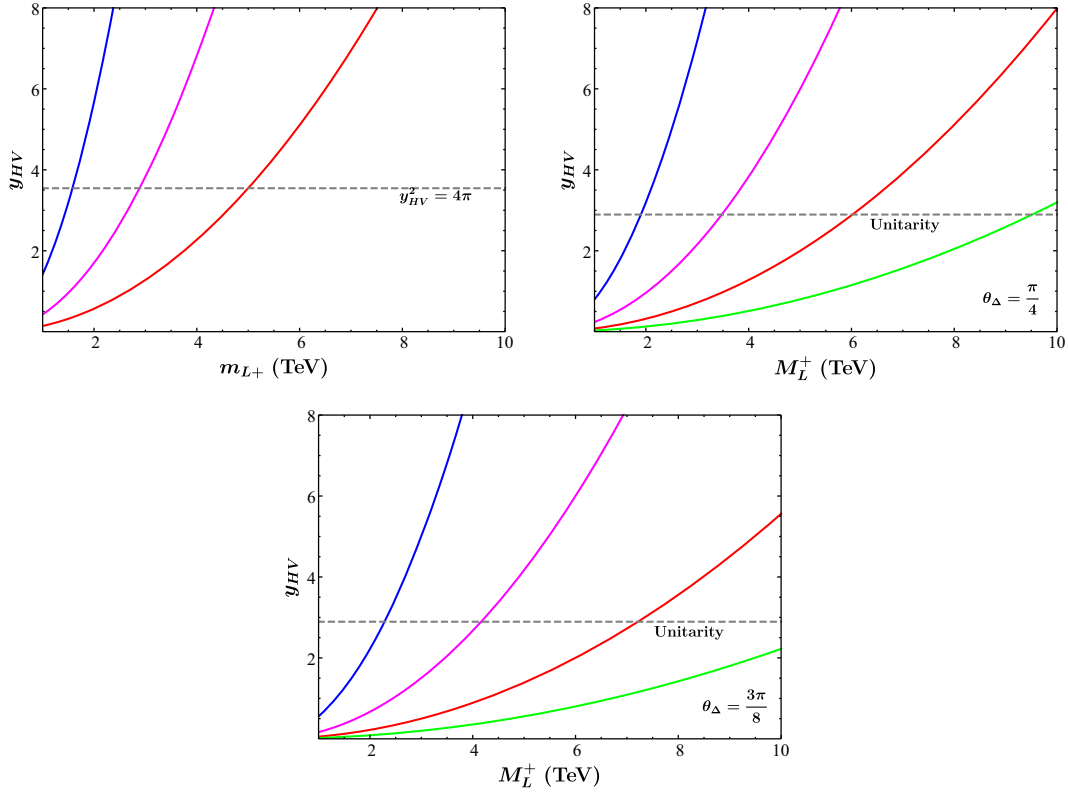 8
6
4
2
y_{HV}
y²_{HV} = 4π
2 4 6 8 10
m_{L+} (TeV)
8
6
4
2
y_{HV}
Unitarity
θ_Δ = π/4
2 4 6 8 10
M_L^+ (TeV)
8
6
4
2
y_{HV}
Unitarity
θ_Δ = 3π/8
2 4 6 8 10
M_L^+ (TeV)